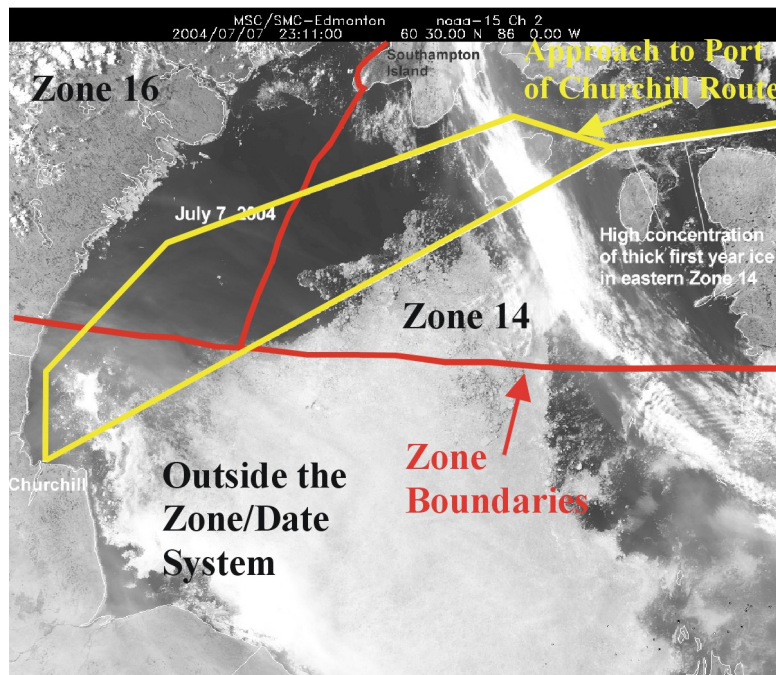 MSC/SMC-Edmonton noaa-15 Ch 2
2004/07/07 23:11:00 60 30.00 N 86 0.00 W
Southampton
Island
Approach to Port
of Churchill Route
Zone 16
July 7, 2004
High concentration
of thick first year ice
in eastern Zone 14
Zone 14
Zone
Boundaries
Outside the
Zone/Date
System
Churchill